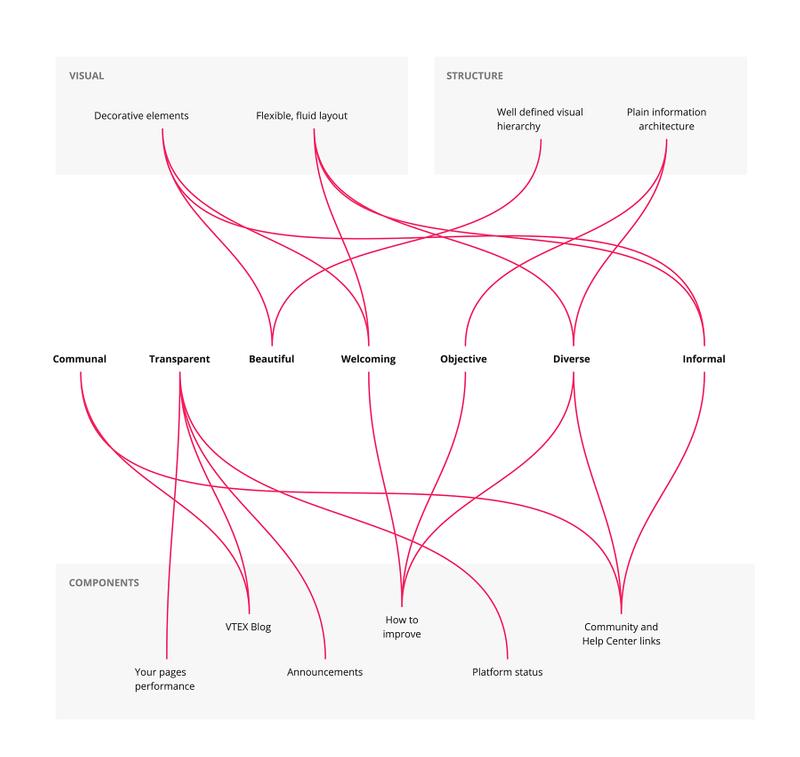 VISUAL
STRUCTURE
Decorative elements
Flexible, fluid layout
Well defined visual
hierarchy
Plain information
architecture
Communal
Transparent
Beautiful
Welcoming
Objective
Diverse
Informal
COMPONENTS
VTEX Blog
How to
improve
Community and
Help Center links
Your pages
performance
Announcements
Platform status